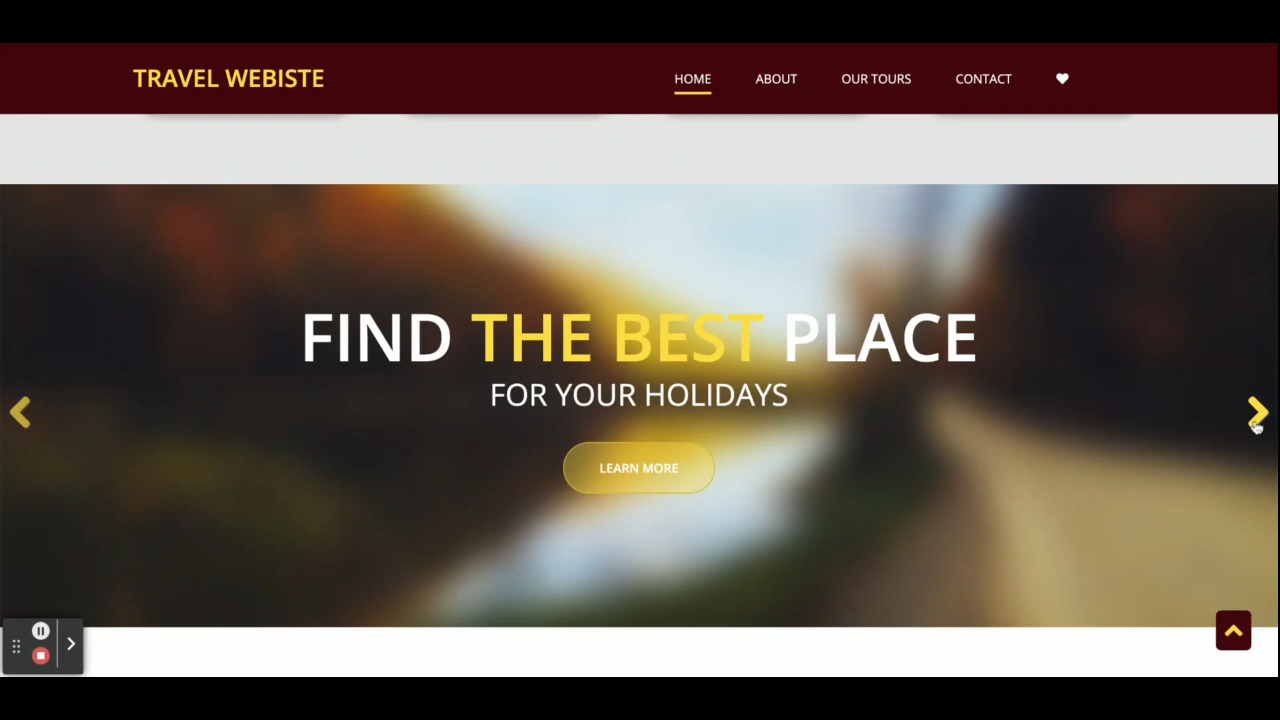 TRAVEL WEBISTE
HOME ABOUT OUR TOURS CONTACT
FIND THE BEST PLACE
FOR YOUR HOLIDAYS
LEARN MORE